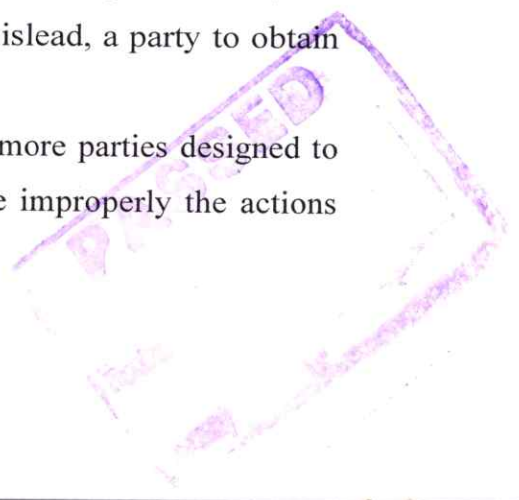 islead, a party to obtain
more parties designed to
e improperly the actions
PASSED